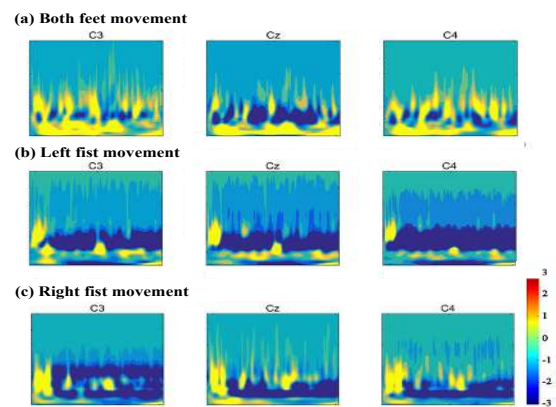 (a) Both feet movement
C3 Cz C4
(b) Left fist movement
C3 Cz C4
(c) Right fist movement
C3 Cz C4
3
2
1
0
-1
-2
-3